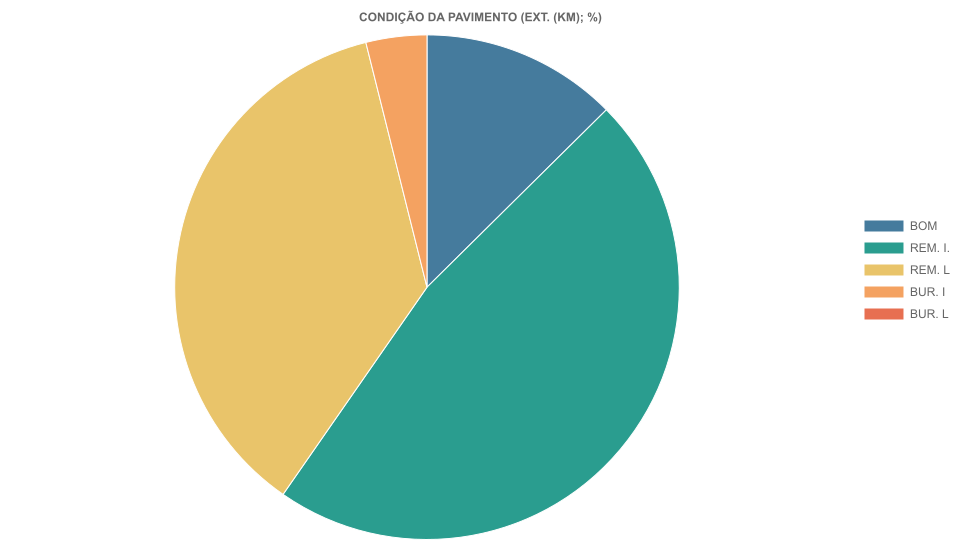 CONDIÇÃO DA PAVIMENTO (EXT. (KM); %)
BOM
REM. I.
REM. L
BUR. I
BUR. L